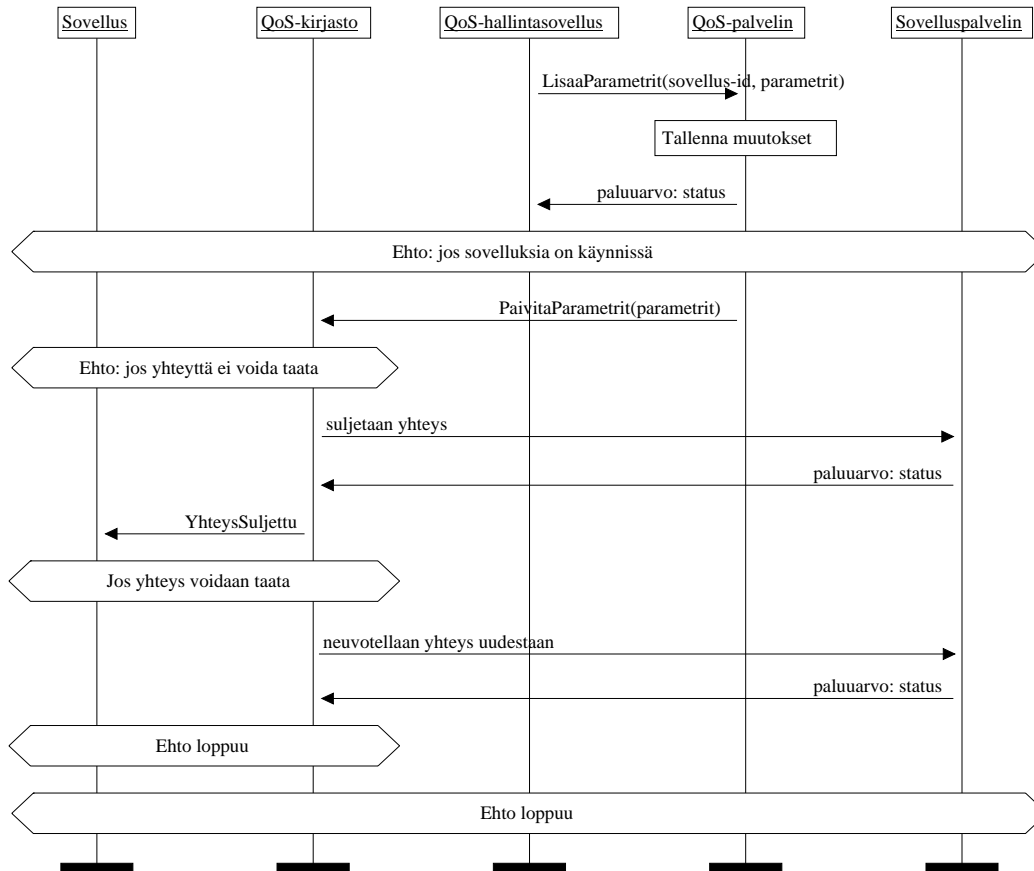 Sovellus
QoS-kirjasto
QoS-hallintasovellus
QoS-palvelin
Sovelluspalvelin
LisaaParametrit(sovellus-id, parametrit)
Tallenna muutokset
paluuarvo: status
Ehto: jos sovelluksia on käynnissä
PaivitaParametrit(parametrit)
Ehto: jos yhteyttä ei voida taata
suljetaan yhteys
paluuarvo: status
YhteysSuljettu
Jos yhteys voidaan taata
neuvotellaan yhteys uudestaan
paluuarvo: status
Ehto loppuu
Ehto loppuu